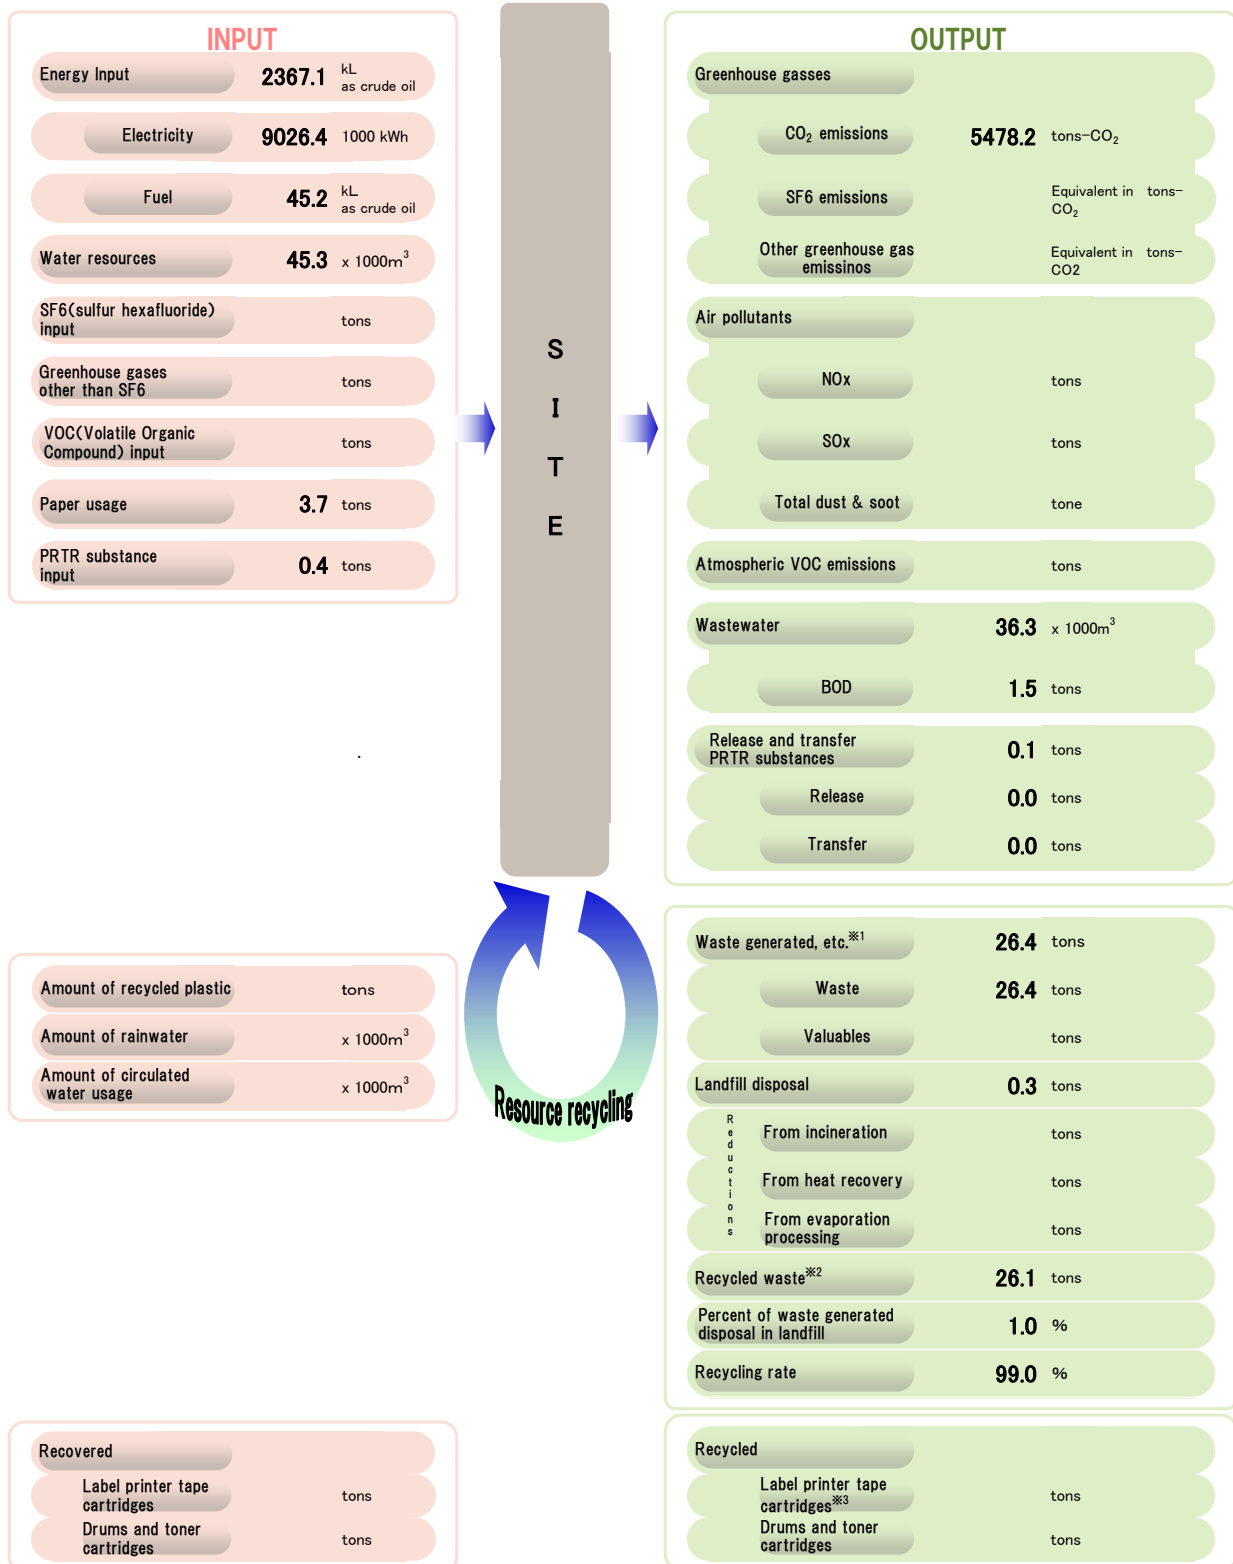 INPUT
Energy Input 2367.1 kL
as crude oil
Electricity 9026.4 1000 kWh
Fuel 45.2 kL
as crude oil
Water resources 45.3 x 1000m³
SF6(sulfur hexafluoride)
input tons
Greenhouse gases
other than SF6 tons
VOC(Volatile Organic
Compound) input tons
Paper usage 3.7 tons
PRTR substance
input 0.4 tons
S
I
T
E
OUTPUT
Greenhouse gasses
CO₂ emissions 5478.2 tons-CO₂
SF6 emissions Equivalent in tons-
CO₂
Other greenhouse gas
emissinos Equivalent in tons-
CO2
Air pollutants
NOx tons
SOx tons
Total dust & soot tone
Atmospheric VOC emissions tons
Wastewater 36.3 x 1000m³
BOD 1.5 tons
Release and transfer
PRTR substances 0.1 tons
Release 0.0 tons
Transfer 0.0 tons
Amount of recycled plastic tons
Amount of rainwater x 1000m³
Amount of circulated
water usage x 1000m³
Resource recycling
Waste generated, etc.※1 26.4 tons
Waste 26.4 tons
Valuables tons
Landfill disposal 0.3 tons
Reductions
From incineration tons
From heat recovery tons
From evaporation
processing tons
Recycled waste※2 26.1 tons
Percent of waste generated
disposal in landfill 1.0 %
Recycling rate 99.0 %
Recovered
Label printer tape
cartridges tons
Drums and toner
cartridges tons
Recycled
Label printer tape
cartridges※3 tons
Drums and toner
cartridges tons